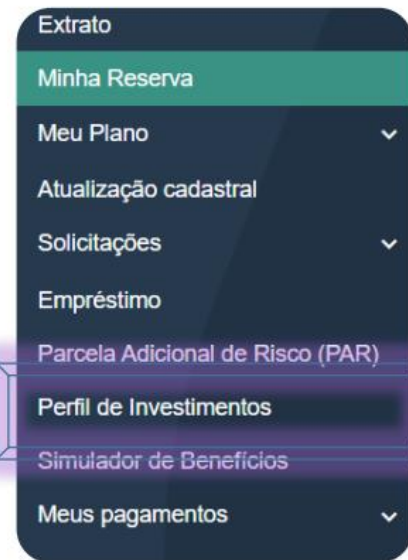 Extrato
Minha Reserva
Meu Plano
Atualização cadastral
Solicitações
Empréstimo
Parcela Adicional de Risco (PAR)
Perfil de Investimentos
Simulador de Benefícios
Meus pagamentos